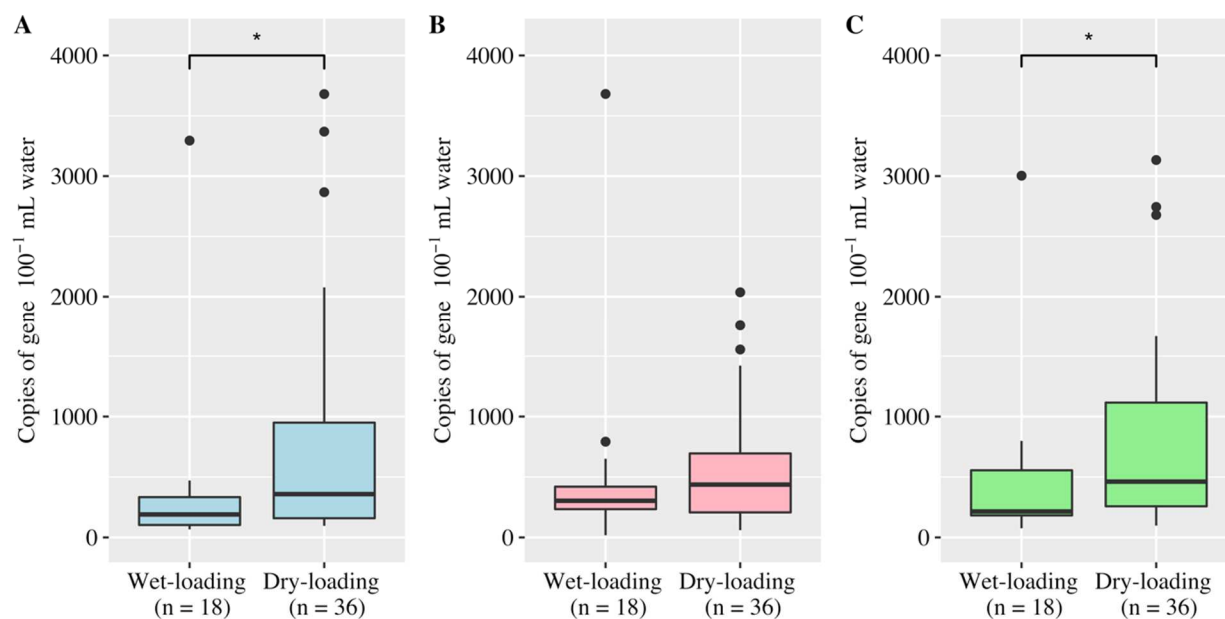 A
*
4000
3000
2000
1000
0
Copies of gene 100⁻¹ mL water
Wet-loading Dry-loading
(n = 18) (n = 36)
B
4000
3000
2000
1000
0
Copies of gene 100⁻¹ mL water
Wet-loading Dry-loading
(n = 18) (n = 36)
C
*
4000
3000
2000
1000
0
Copies of gene 100⁻¹ mL water
Wet-loading Dry-loading
(n = 18) (n = 36)